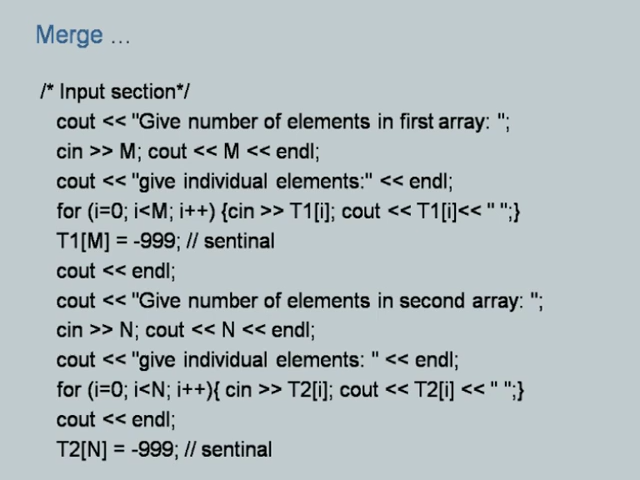 Merge ...
/* Input section*/
cout << "Give number of elements in first array: ";
cin >> M; cout << M << endl;
cout << "give individual elements:" << endl;
for (i=0; i<M; i++) {cin >> T1[i]; cout << T1[i]<< " ";}
T1[M] = -999; // sentinal
cout << endl;
cout << "Give number of elements in second array: ";
cin >> N; cout << N << endl;
cout << "give individual elements: " << endl;
for (i=0; i<N; i++){ cin >> T2[i]; cout << T2[i] << " ";}
cout << endl;
T2[N] = -999; // sentinal